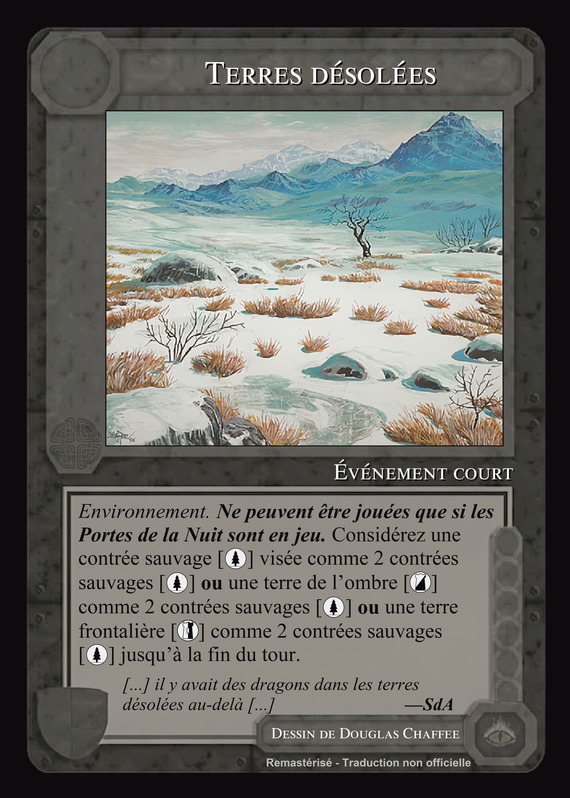 Terres désolées
Événement court
Environnement. Ne peuvent être jouées que si les
Portes de la Nuit sont en jeu. Considérez une
contrée sauvage [] visée comme 2 contrées
sauvages [] ou une terre de l’ombre []
comme 2 contrées sauvages [] ou une terre
frontalière [] comme 2 contrées sauvages
[] jusqu’à la fin du tour.
[...] il y avait des dragons dans les terres
désolées au-delà [...] —SdA
Dessin de Douglas Chaffee
Remastérisé - Traduction non officielle